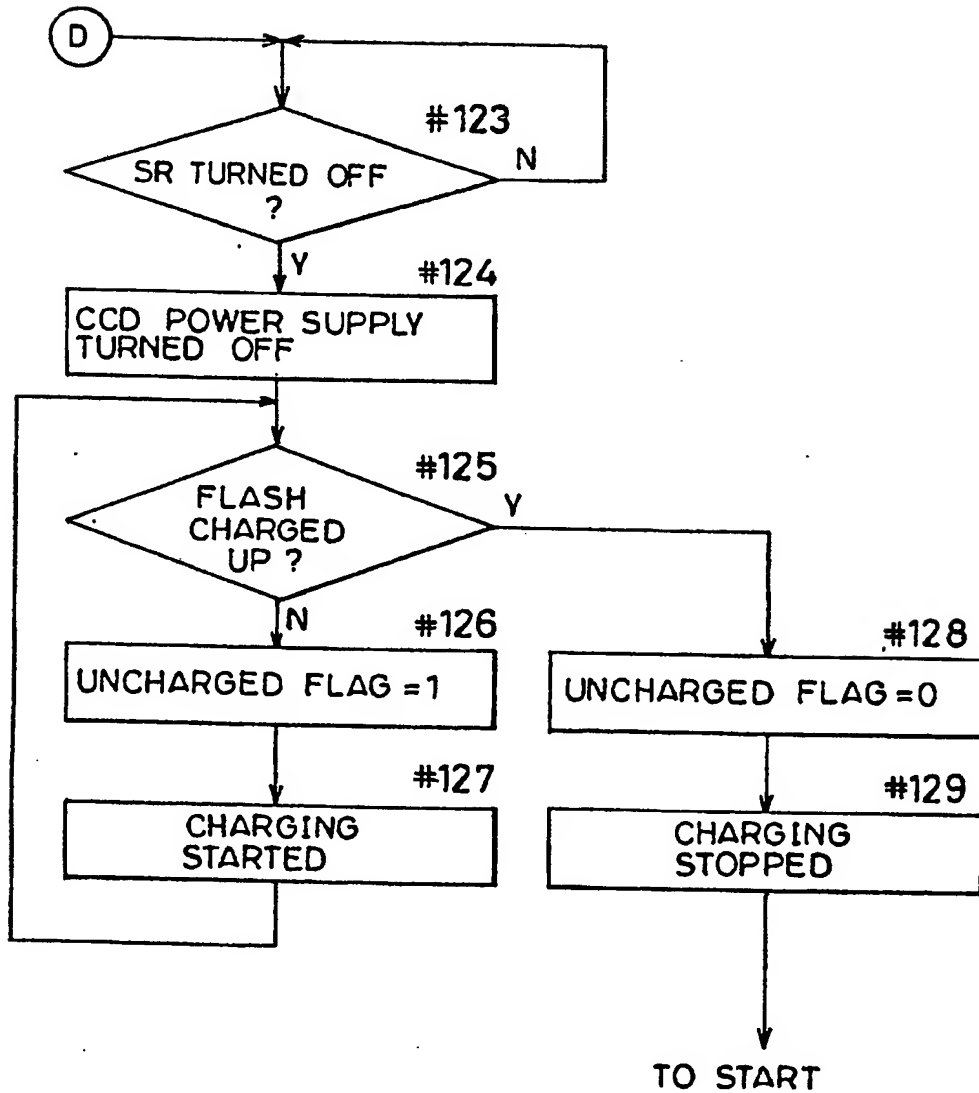 D
#123
SR TURNED OFF
?
N
Y
#124
CCD POWER SUPPLY
TURNED OFF
#125
FLASH
CHARGED
UP ?
Y
N
#126
UNCHARGED FLAG = 1
#127
CHARGING
STARTED
#128
UNCHARGED FLAG = 0
#129
CHARGING
STOPPED
TO START